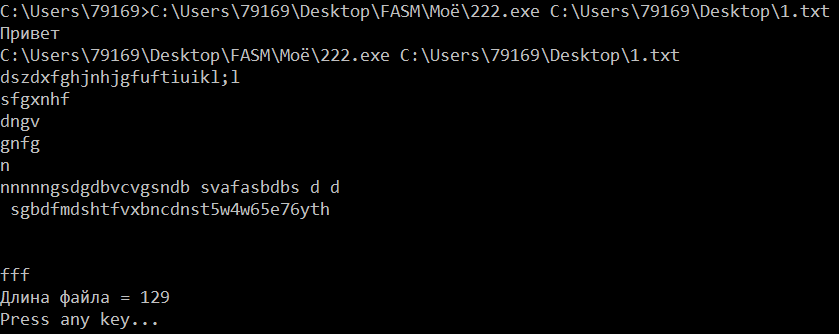 C:\Users\79169>C:\Users\79169\Desktop\FASM\Моё\222.exe C:\Users\79169\Desktop\1.txt
Привет
C:\Users\79169\Desktop\FASM\Моё\222.exe C:\Users\79169\Desktop\1.txt
dszdxfghjnhjgfuftiuikl;l
sfgxnhf
dngv
gnfg
n
nnnnngsdgdbvcvgsndb svafasbdbs d d
 sgbdfmdshtfvxbncdnst5w4w65e76yth
fff
Длина файла = 129
Press any key...